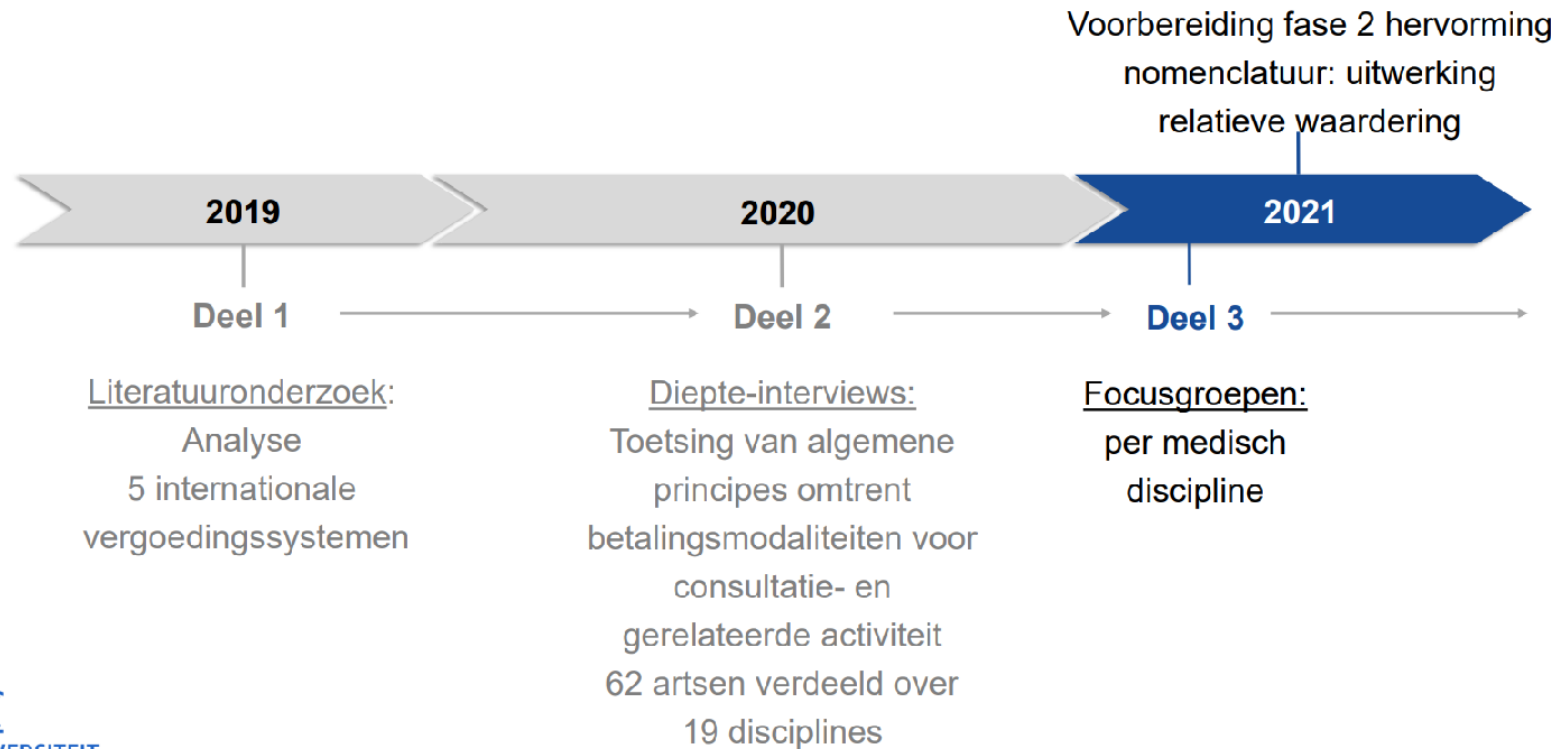 Voorbereiding fase 2 hervorming
nomenclatuur: uitwerking
relatieve waardering
2019
2020
2021
Deel 1
Deel 2
Deel 3
Literatuuronderzoek:
Analyse
5 internationale
vergoedingssystemen
Diepte-interviews:
Toetsing van algemene
principes omtrent
betalingsmodaliteiten voor
consultatie- en
gerelateerde activiteit
62 artsen verdeeld over
19 disciplines
Focusgroepen:
per medisch
discipline